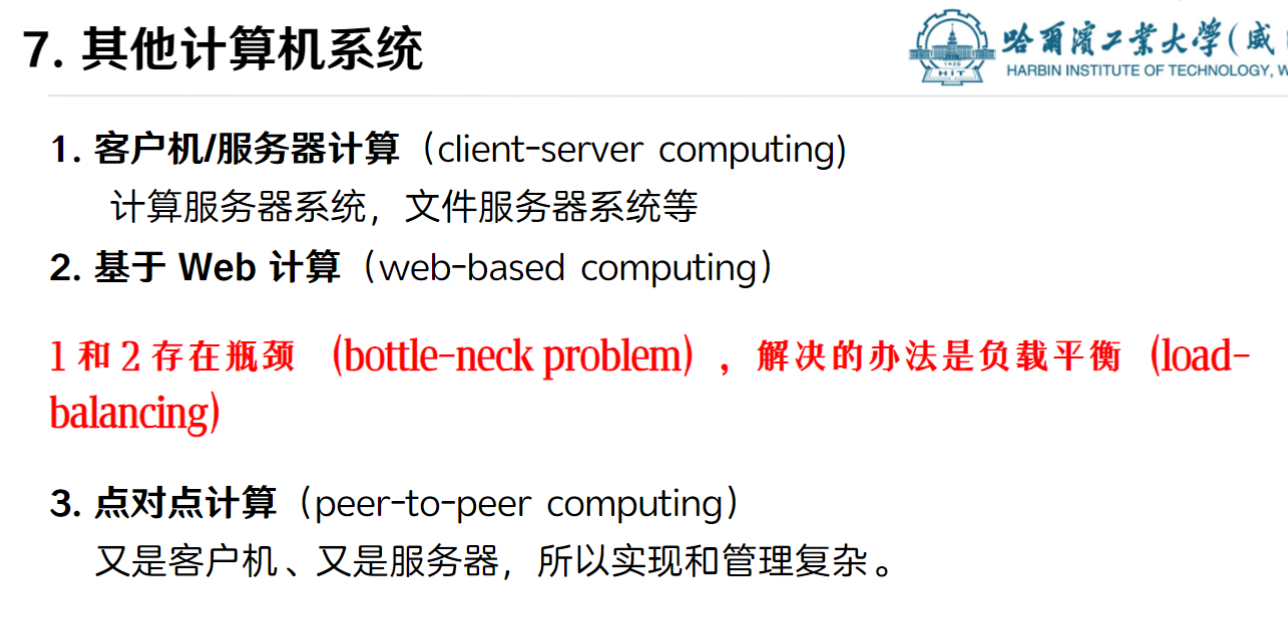 7. 其他计算机系统
哈爾濱工業大學(威
HARBIN INSTITUTE OF TECHNOLOGY, W
1920
HIT
1. 客户机/服务器计算（client-server computing)
计算服务器系统，文件服务器系统等
2. 基于 Web 计算（web-based computing）
1 和 2 存在瓶颈 （bottle-neck problem），解决的办法是负载平衡（load-
balancing）
3. 点对点计算（peer-to-peer computing）
又是客户机、又是服务器，所以实现和管理复杂。